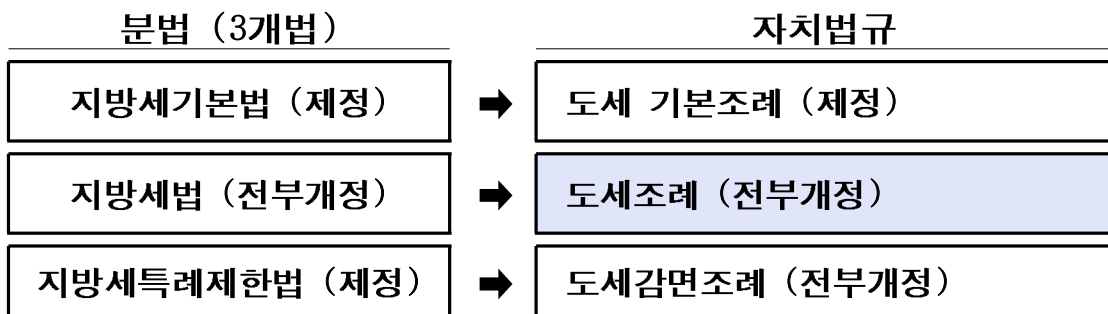 분법 (3개법) 자치법규
지방세기본법 (제정) ➡ 도세 기본조례 (제정)
지방세법 (전부개정) ➡ 도세조례 (전부개정)
지방세특례제한법 (제정) ➡ 도세감면조례 (전부개정)